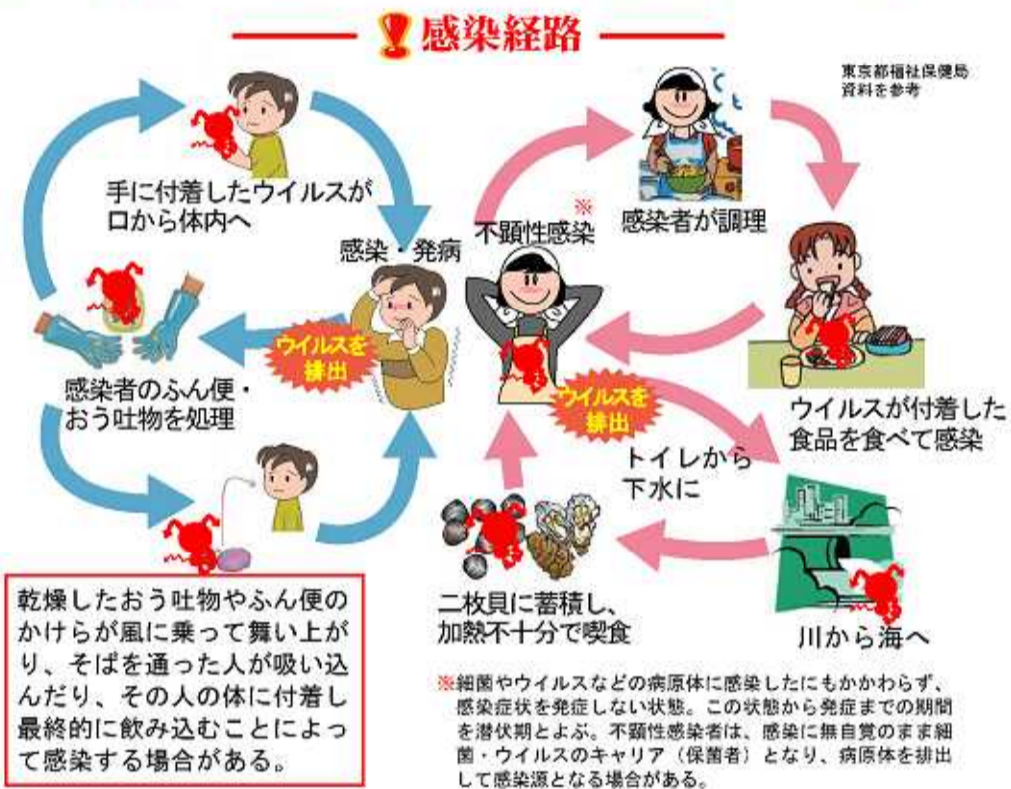 感染経路
東京都福祉保健局
資料を参考
手に付着したウイルスが
口から体内へ
感染・発病
不顕性感染
※
感染者が調理
ウイルスを
排出
感染者のふん便・
おう吐物を処理
ウイルスを
排出
ウイルスが付着した
食品を食べて感染
トイレから
下水に
二枚貝に蓄積し、
加熱不十分で喫食
川から海へ
乾燥したおう吐物やふん便の
かけらが風に乗って舞い上が
り、そばを通った人が吸い込
んだり、その人の体に付着し
最終的に飲み込むことによっ
て感染する場合がある。
※細菌やウイルスなどの病原体に感染したにもかかわらず、
感染症状を発症しない状態。この状態から発症までの期間
を潜伏期とよぶ。不顕性感染者は、感染に無自覚のまま細
菌・ウイルスのキャリア（保菌者）となり、病原体を排出
して感染源となる場合がある。